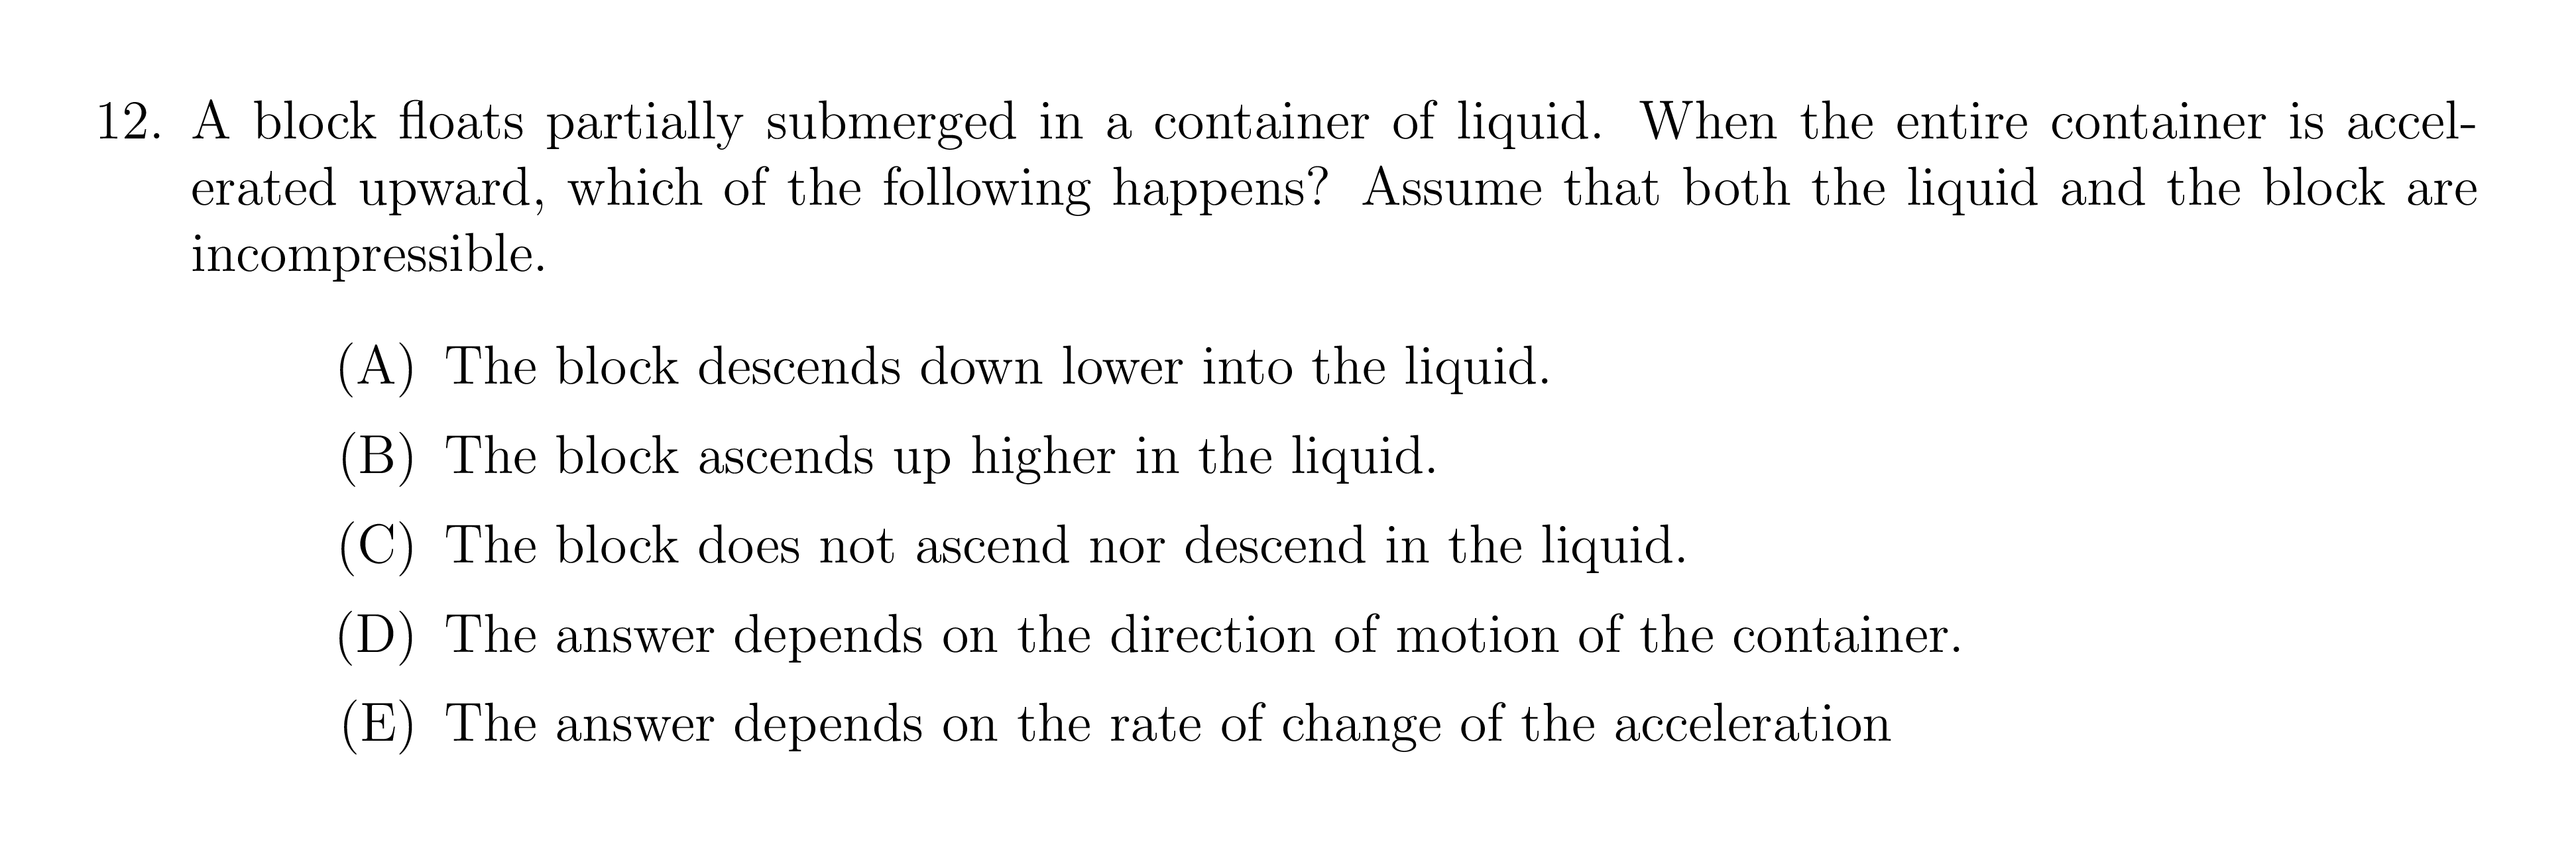 12. A block floats partially submerged in a container of liquid. When the entire container is accel-
erated upward, which of the following happens? Assume that both the liquid and the block are
incompressible.
(A) The block descends down lower into the liquid.
(B) The block ascends up higher in the liquid.
(C) The block does not ascend nor descend in the liquid.
(D) The answer depends on the direction of motion of the container.
(E) The answer depends on the rate of change of the acceleration